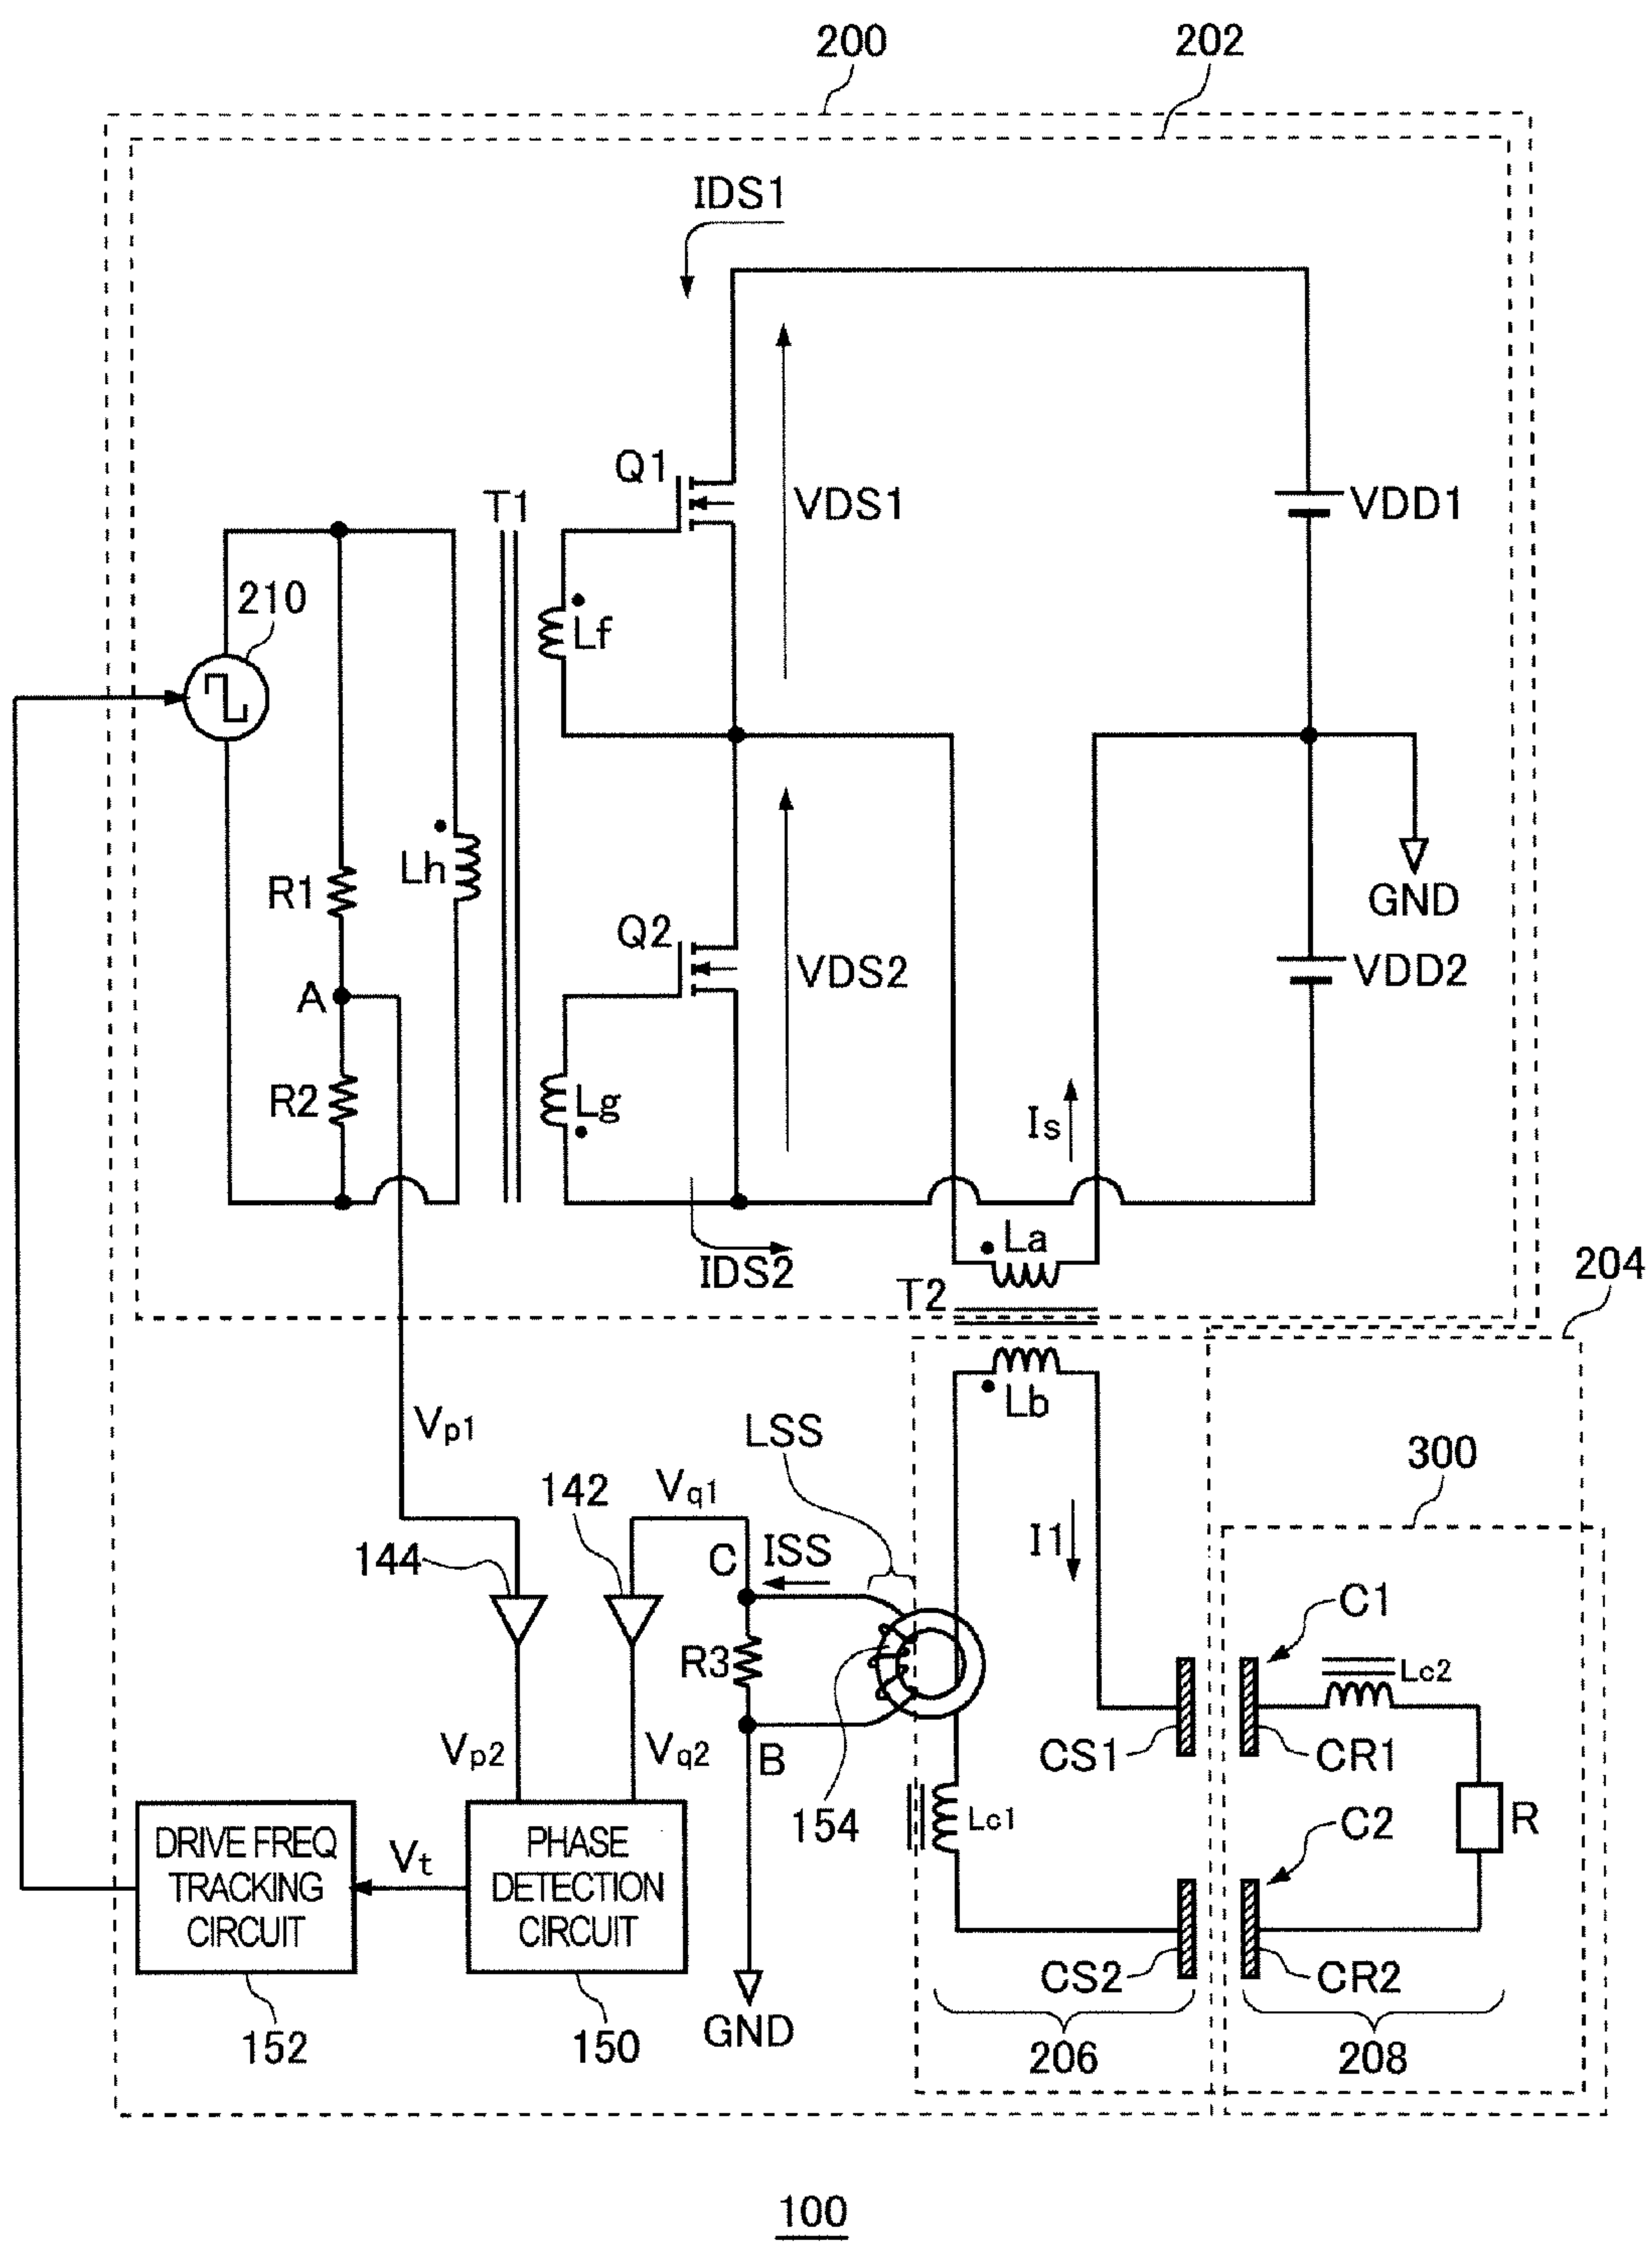 200
202
IDS1
Q1
T1
VDS1
VDD1
210
Lf
Lh
R1
GND
Q2
VDS2
VDD2
A
R2
Lg
Is
La
IDS2
T2
204
Lb
Vp1
LSS
300
142
Vq1
I1
144
C
ISS
C1
R3
Lc2
Vp2
Vq2
B
CS1
CR1
154
Lc1
C2
R
DRIVE FREQ
TRACKING
CIRCUIT
Vt
PHASE
DETECTION
CIRCUIT
CS2
CR2
152
150
GND
206
208
100